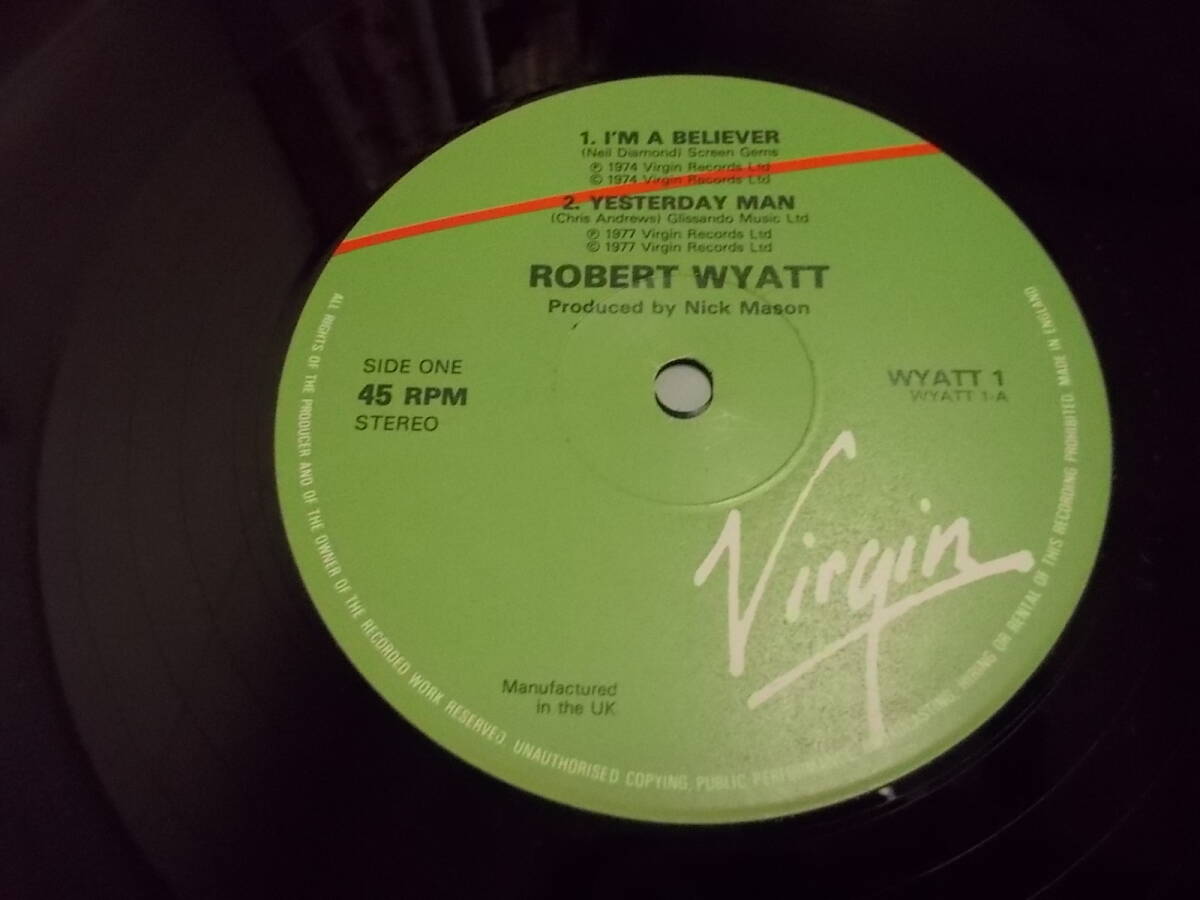 1. I'M A BELIEVER
(Neil Diamond) Screen Gems
℗ 1974 Virgin Records Ltd
© 1974 Virgin Records Ltd
2. YESTERDAY MAN
(Chris Andrews) Glissando Music Ltd
℗ 1977 Virgin Records Ltd
© 1977 Virgin Records Ltd
ROBERT WYATT
Produced by Nick Mason
SIDE ONE
45 RPM
STEREO
WYATT 1
WYATT 1-A
Virgin
Manufactured
in the UK
ALL RIGHTS OF THE PRODUCER AND OF THE OWNER OF THE RECORDED WORK RESERVED. UNAUTHORISED COPYING, PUBLIC PERFORMANCE, HIRING OR RENTAL OF THIS RECORDING PROHIBITED. MADE IN ENGLAND